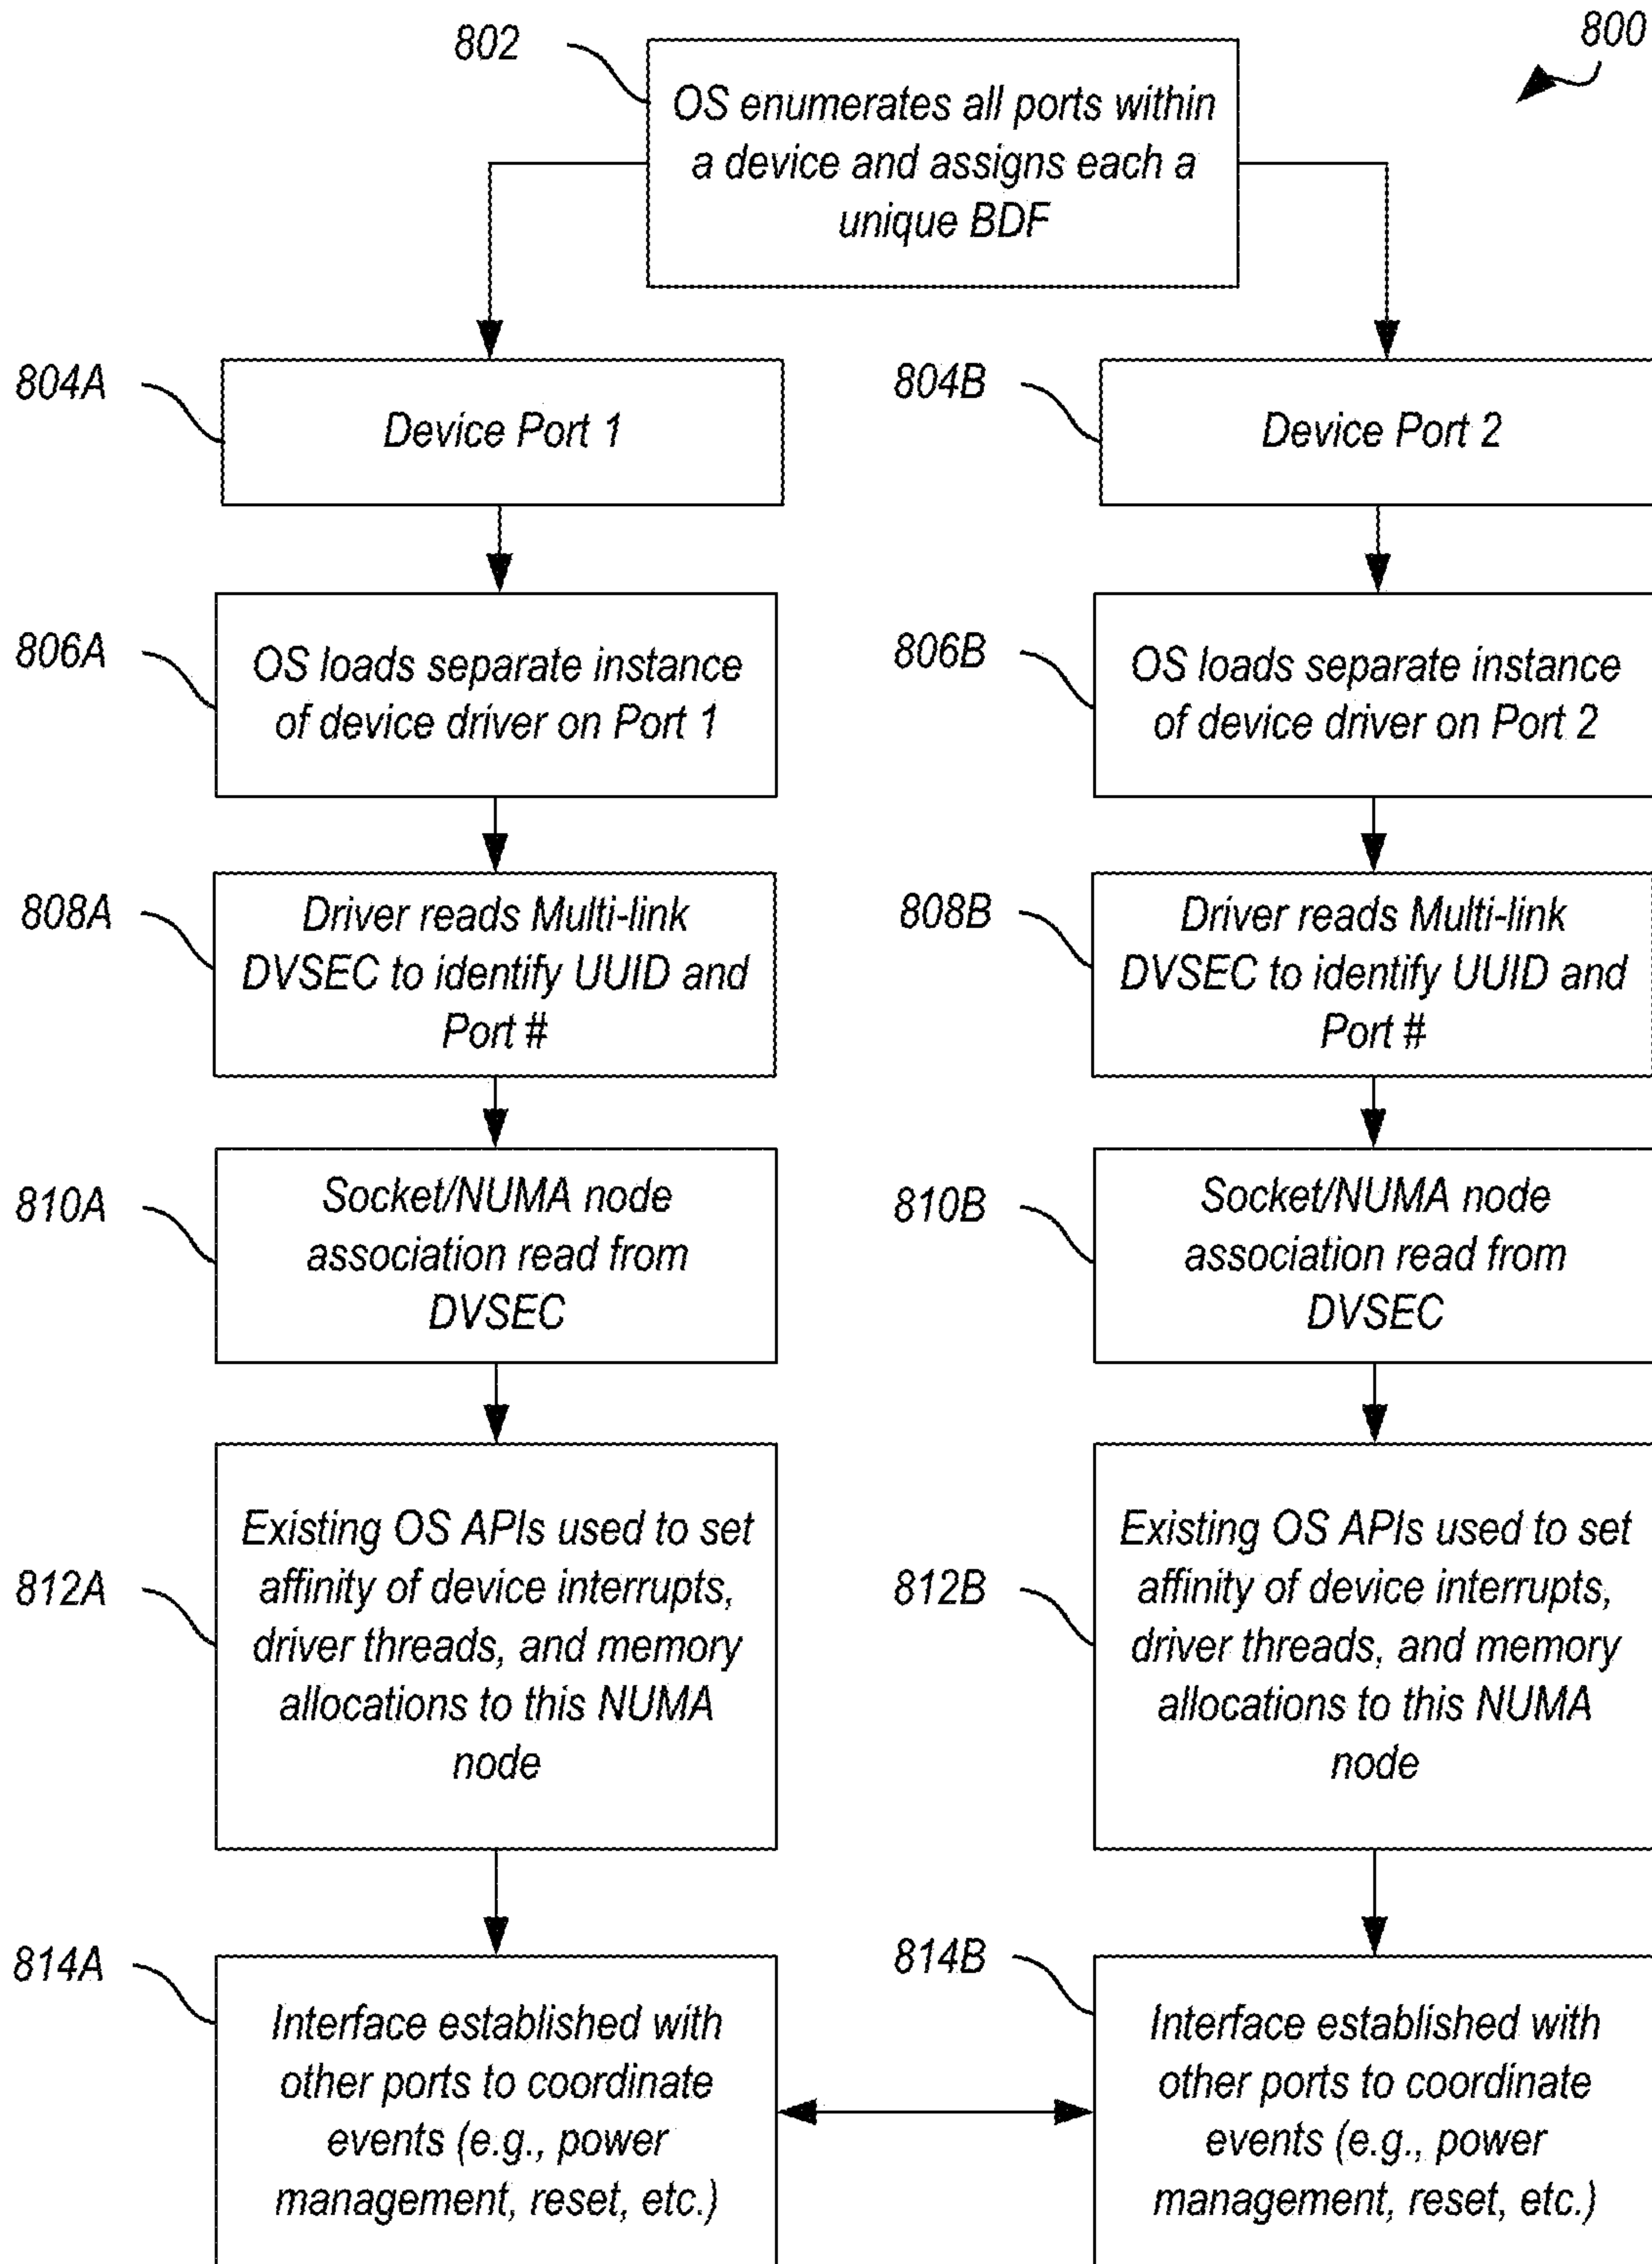 800
802
OS enumerates all ports within
a device and assigns each a
unique BDF
804A
Device Port 1
804B
Device Port 2
806A
OS loads separate instance
of device driver on Port 1
806B
OS loads separate instance
of device driver on Port 2
808A
Driver reads Multi-link
DVSEC to identify UUID and
Port #
808B
Driver reads Multi-link
DVSEC to identify UUID and
Port #
810A
Socket/NUMA node
association read from
DVSEC
810B
Socket/NUMA node
association read from
DVSEC
812A
Existing OS APIs used to set
affinity of device interrupts,
driver threads, and memory
allocations to this NUMA
node
812B
Existing OS APIs used to set
affinity of device interrupts,
driver threads, and memory
allocations to this NUMA
node
814A
Interface established with
other ports to coordinate
events (e.g., power
management, reset, etc.)
814B
Interface established with
other ports to coordinate
events (e.g., power
management, reset, etc.)